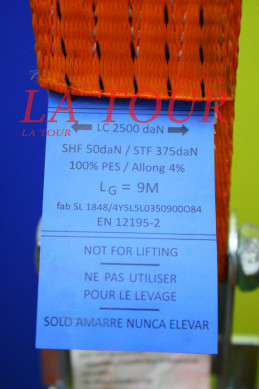 LA TOUR
LA TOUR
LC 2500 daN
SHF 50daN / STF 375daN
100% PES / Allong 4%
LG = 9M
fab SL 1848/4YSLSL0350900O84
EN 12195-2
NOT FOR LIFTING
NE PAS UTILISER
POUR LE LEVAGE
SOLO AMARRE NUNCA ELEVAR